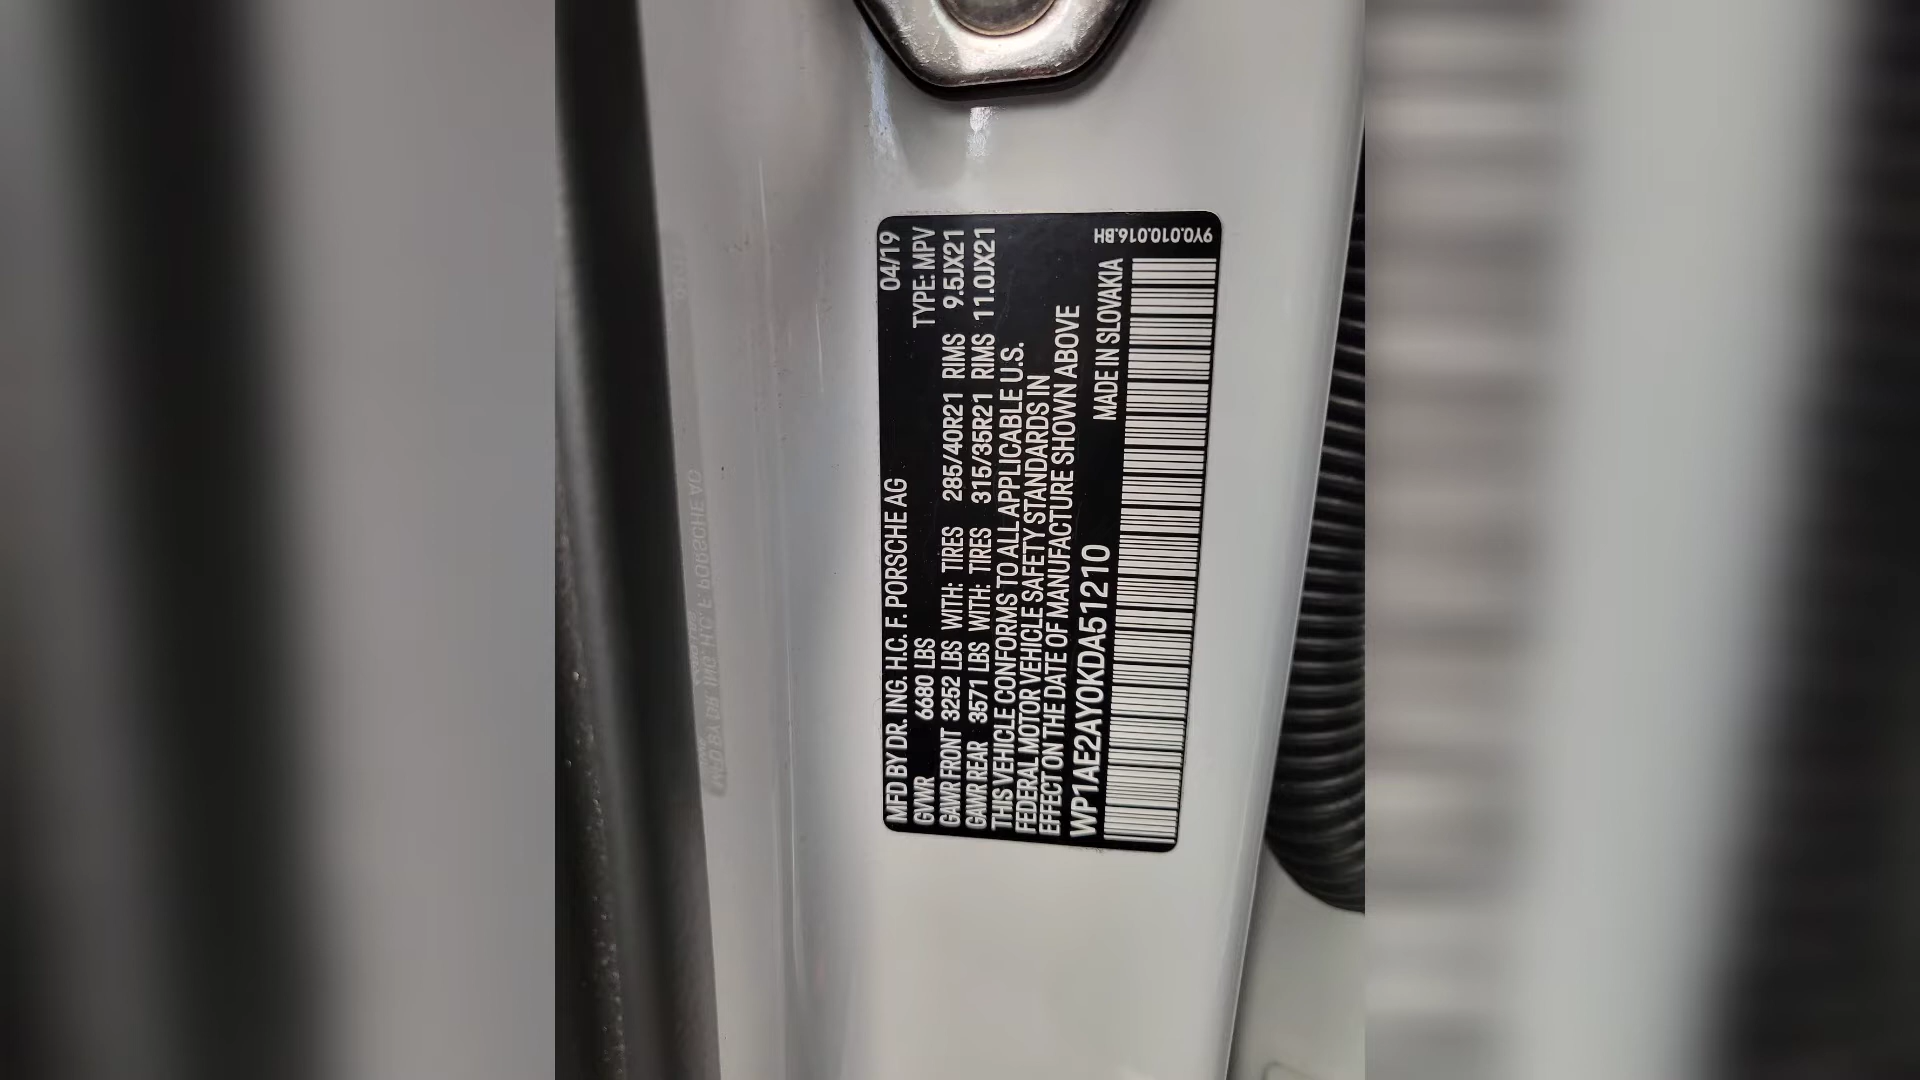 04/19
MFD BY DR. ING. H.C. F. PORSCHE AG
GVWR 6680 LBS TYPE: MPV
GAWR FRONT 3252 LBS WITH: TIRES 285/40R21 RIMS 9.5JX21
GAWR REAR 3571 LBS WITH: TIRES 315/35R21 RIMS 11.0JX21
THIS VEHICLE CONFORMS TO ALL APPLICABLE U.S.
FEDERAL MOTOR VEHICLE SAFETY STANDARDS IN
EFFECT ON THE DATE OF MANUFACTURE SHOWN ABOVE
WP1AE2AY0KDA51210
MADE IN SLOVAKIA
9Y0.010.016.BH